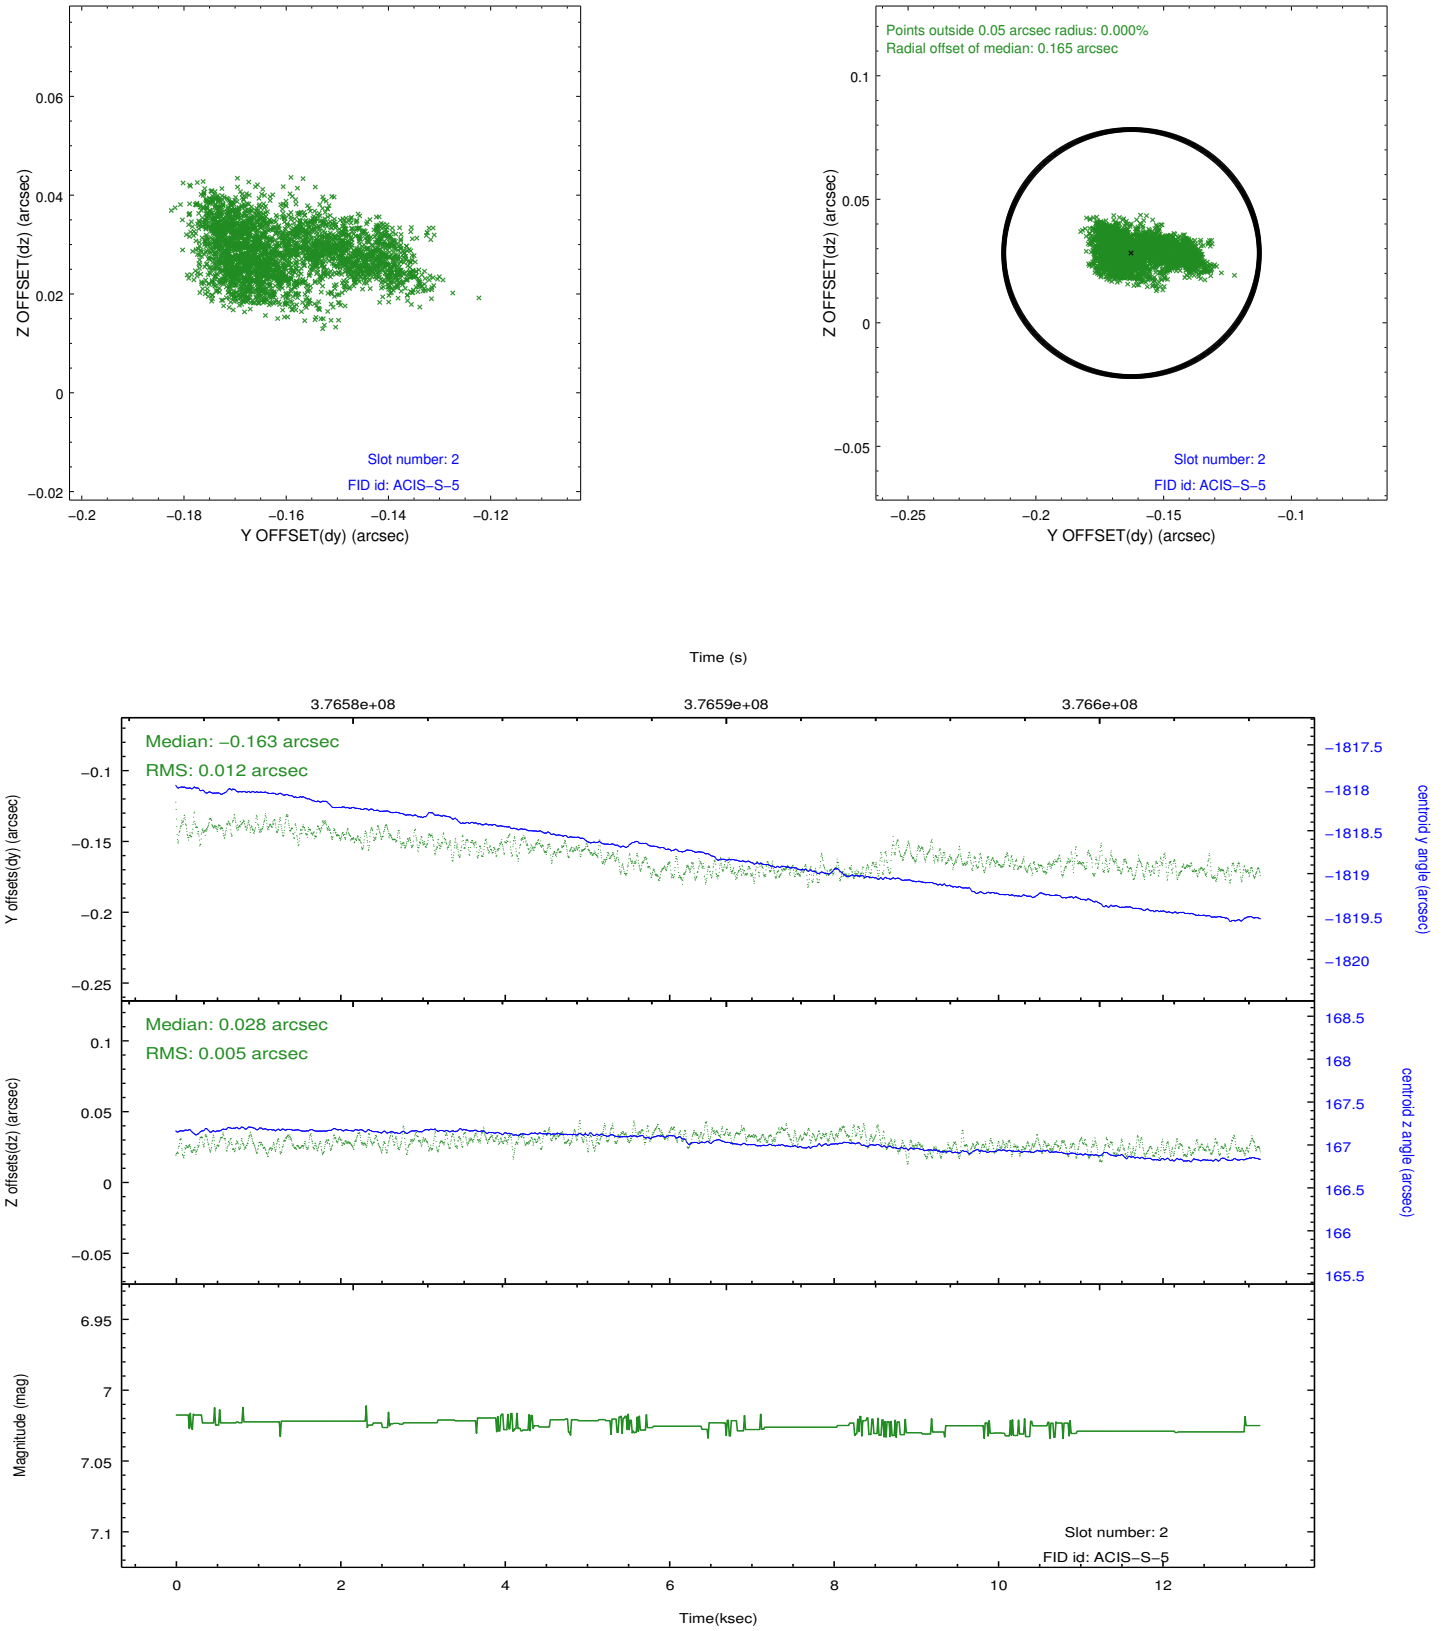 0.06
0.04
0.02
0
−0.02
Z OFFSET(dz) (arcsec)
Slot number: 2
FID id: ACIS−S−5
−0.2 −0.18 −0.16 −0.14 −0.12
Y OFFSET(dy) (arcsec)
Points outside 0.05 arcsec radius: 0.000%
Radial offset of median: 0.165 arcsec
0.1
0.05
0
−0.05
Z OFFSET(dz) (arcsec)
Slot number: 2
FID id: ACIS−S−5
−0.25 −0.2 −0.15 −0.1
Y OFFSET(dy) (arcsec)
Time (s)
3.7658e+08 3.7659e+08 3.766e+08
Median: −0.163 arcsec
RMS: 0.012 arcsec
−0.1
−0.15
−0.2
−0.25
Y offsets(dy) (arcsec)
−1817.5
−1818
−1818.5
−1819
−1819.5
−1820
centroid y angle (arcsec)
Median: 0.028 arcsec
RMS: 0.005 arcsec
0.1
0.05
0
−0.05
Z offsets(dz) (arcsec)
168.5
168
167.5
167
166.5
166
165.5
centroid z angle (arcsec)
6.95
7
7.05
7.1
Magnitude (mag)
Slot number: 2
FID id: ACIS−S−5
0 2 4 6 8 10 12
Time(ksec)